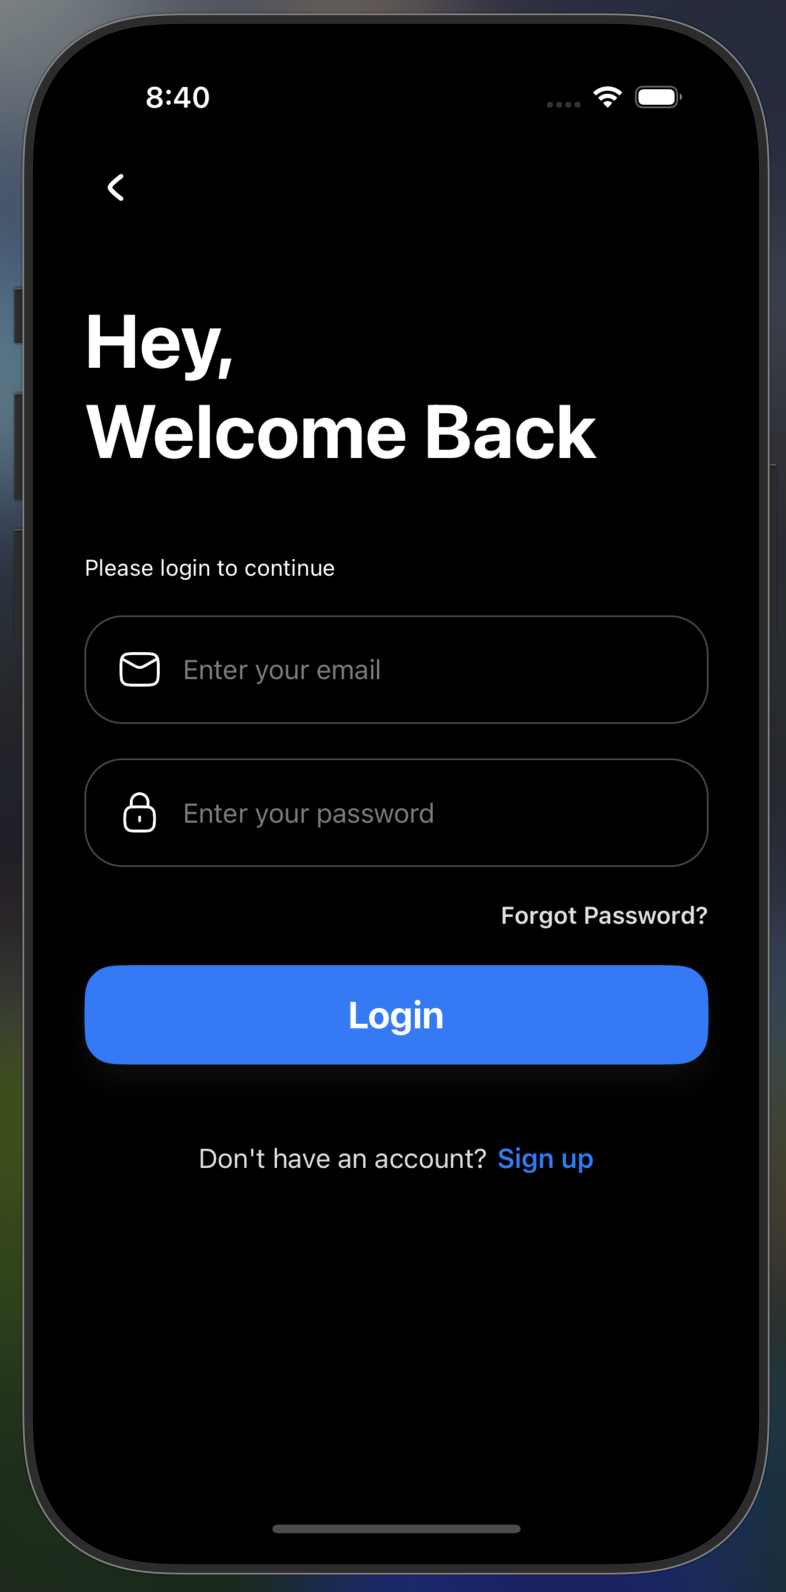 8:40
Hey,
Welcome Back
Please login to continue
Enter your email
Enter your password
Forgot Password?
Login
Don't have an account? Sign up